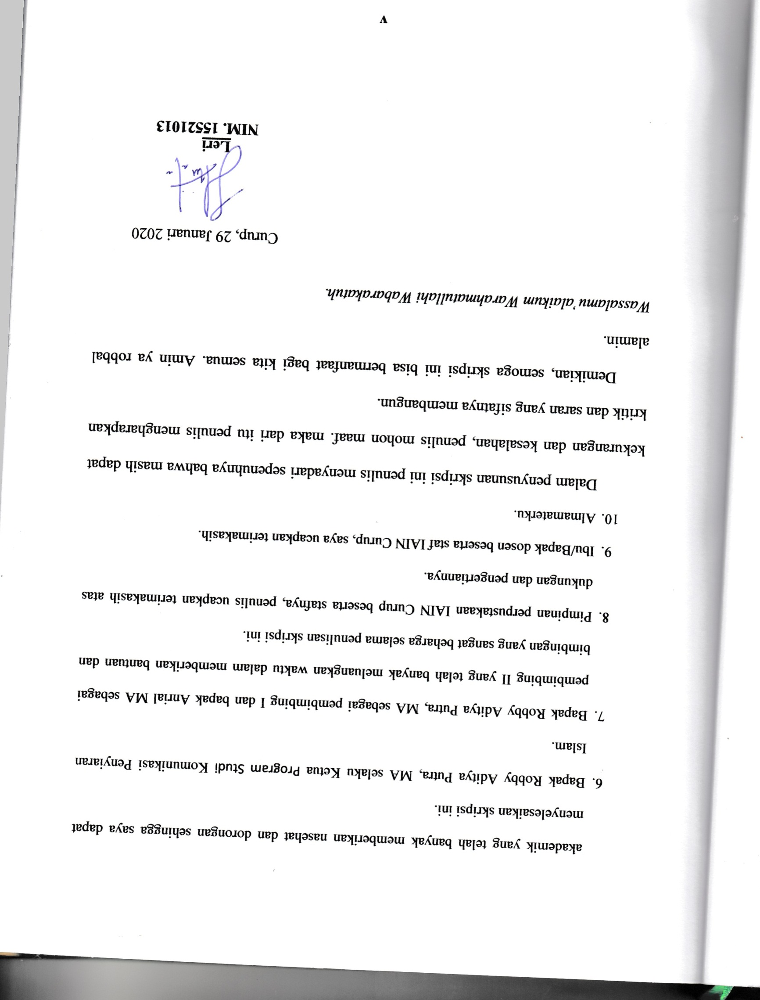 akademik yang telah banyak memberikan nasehat dan dorongan sehingga saya dapat
menyelesaikan skripsi ini.
6. Bapak Robby Aditya Putra, MA selaku Ketua Program Studi Komunikasi Penyiaran
Islam.
7. Bapak Robby Aditya Putra, MA sebagai pembimbing I dan bapak Anrial MA sebagai
pembimbing II yang telah banyak meluangkan waktu dalam memberikan bantuan dan
bimbingan yang sangat beharga selama penulisan skripsi ini.
8. Pimpinan perpustakaan IAIN Curup beserta stafnya, penulis ucapkan terimakasih atas
dukungan dan pengertiannya.
9. Ibu/Bapak dosen beserta staf IAIN Curup, saya ucapkan terimakasih.
10. Almamaterku.
Dalam penyusunan skripsi ini penulis menyadari sepenuhnya bahwa masih dapat
kekurangan dan kesalahan, penulis mohon maaf. maka dari itu penulis mengharapkan
kritik dan saran yang sifatnya membangun.
Demikian, semoga skripsi ini bisa bermanfaat bagi kita semua. Amin ya robbal
alamin.
Wassalamu'alaikum Warahmatullahi Wabarakatuh.
Curup, 29 Januari 2020
Leri
NIM. 15521013
v